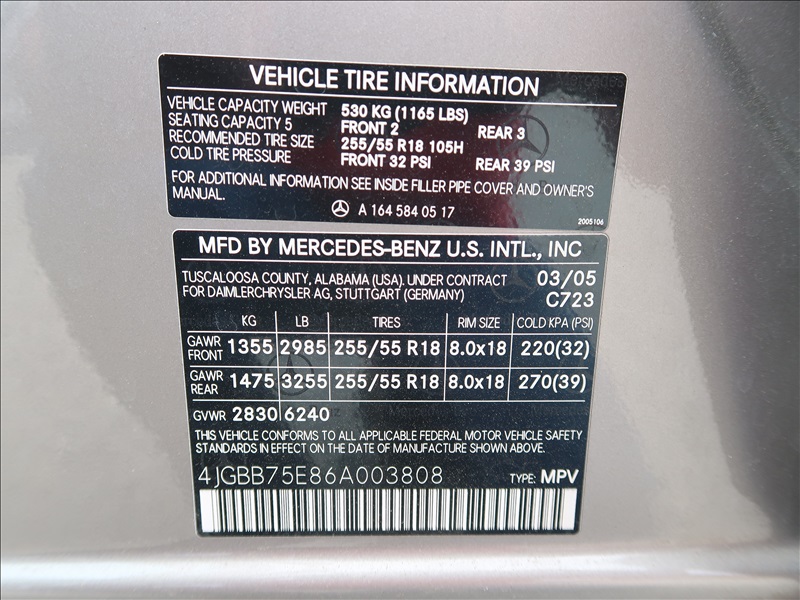 VEHICLE TIRE INFORMATION
VEHICLE CAPACITY WEIGHT 530 KG (1165 LBS)
SEATING CAPACITY 5 FRONT 2 REAR 3
RECOMMENDED TIRE SIZE 255/55 R18 105H
COLD TIRE PRESSURE FRONT 32 PSI REAR 39 PSI
FOR ADDITIONAL INFORMATION SEE INSIDE FILLER PIPE COVER AND OWNER'S
MANUAL.
A 164 584 05 17
2005106
MFD BY MERCEDES-BENZ U.S. INTL., INC
TUSCALOOSA COUNTY, ALABAMA (USA). UNDER CONTRACT 03/05
FOR DAIMLERCHRYSLER AG, STUTTGART (GERMANY) C723
KG LB TIRES RIM SIZE COLD KPA (PSI)
GAWR FRONT 1355 2985 255/55 R18 8.0x18 220(32)
GAWR REAR 1475 3255 255/55 R18 8.0x18 270(39)
GVWR 2830 6240
THIS VEHICLE CONFORMS TO ALL APPLICABLE FEDERAL MOTOR VEHICLE SAFETY
STANDARDS IN EFFECT ON THE DATE OF MANUFACTURE SHOWN ABOVE.
4JGBB75E86A003808 TYPE: MPV